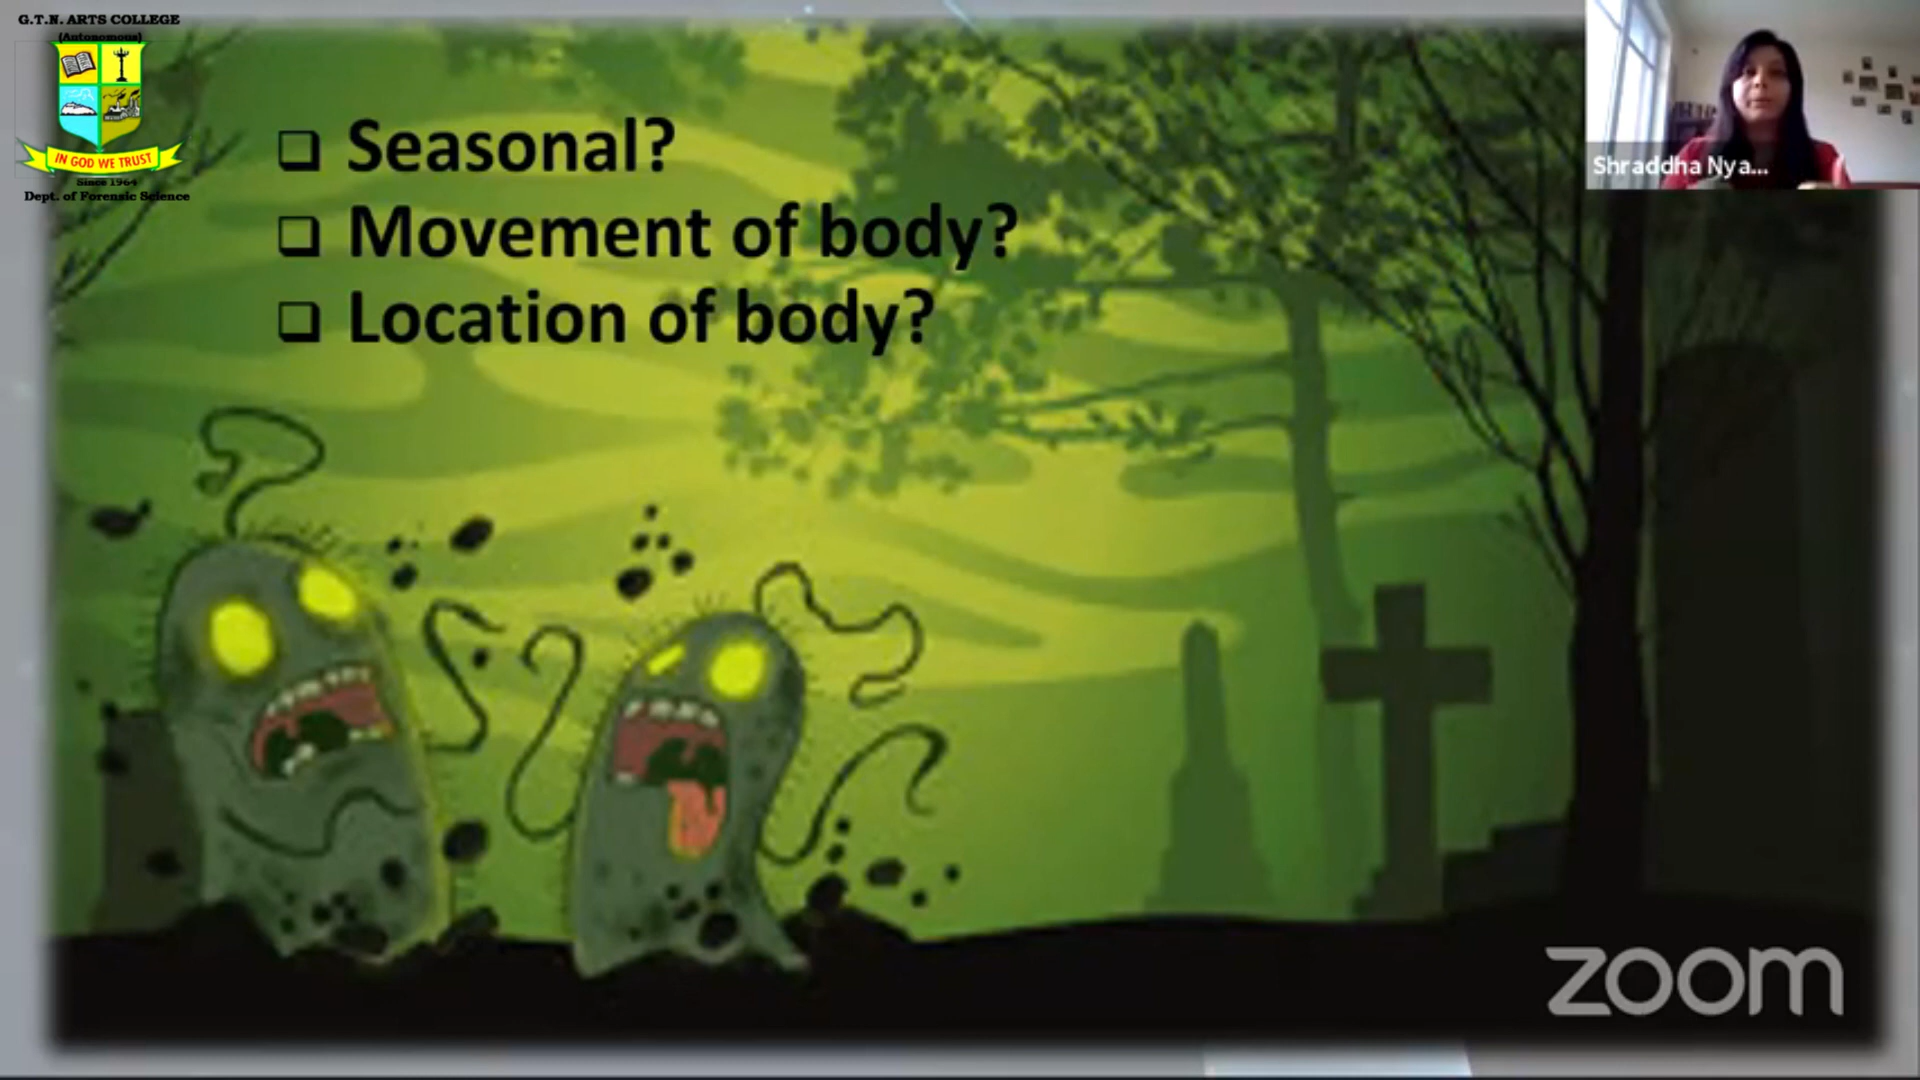 G.T.N. ARTS COLLEGE
(Autonomous)
IN GOD WE TRUST
Since 1964
Dept. of Forensic Science
Seasonal?
Movement of body?
Location of body?
Shraddha Nya...
zoom